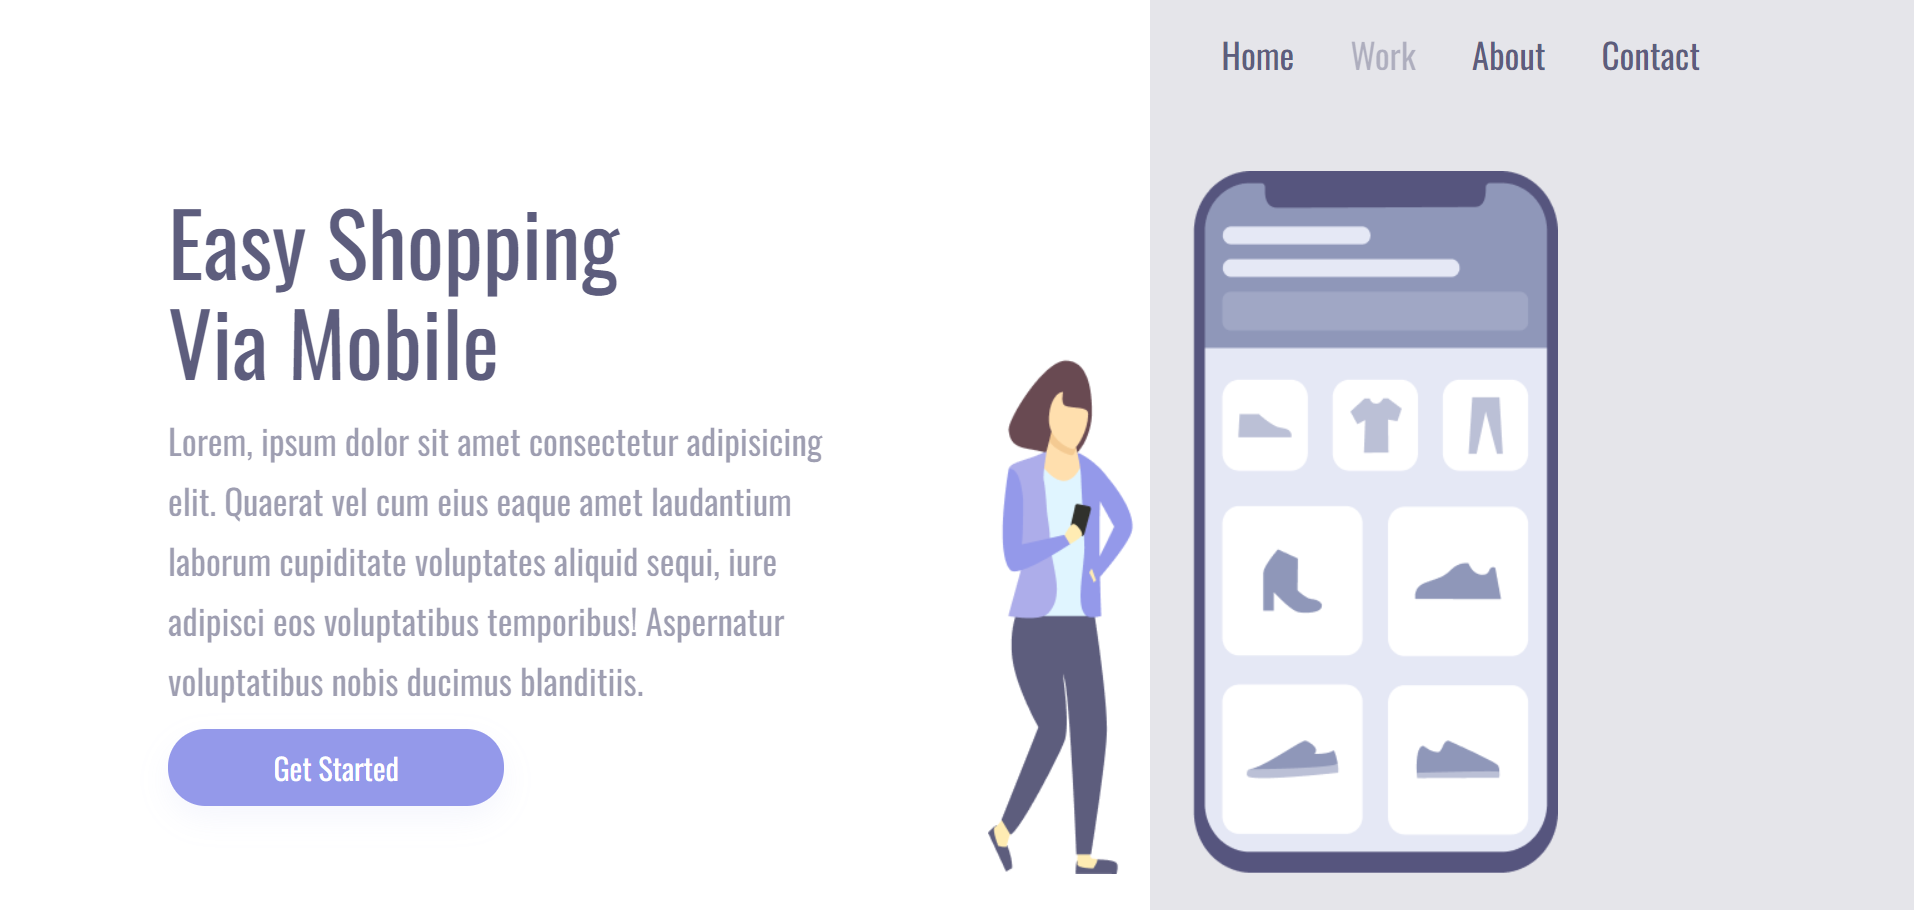 Home Work About Contact
Easy Shopping
Via Mobile
Lorem, ipsum dolor sit amet consectetur adipisicing
elit. Quaerat vel cum eius eaque amet laudantium
laborum cupiditate voluptates aliquid sequi, iure
adipisci eos voluptatibus temporibus! Aspernatur
voluptatibus nobis ducimus blanditiis.
Get Started